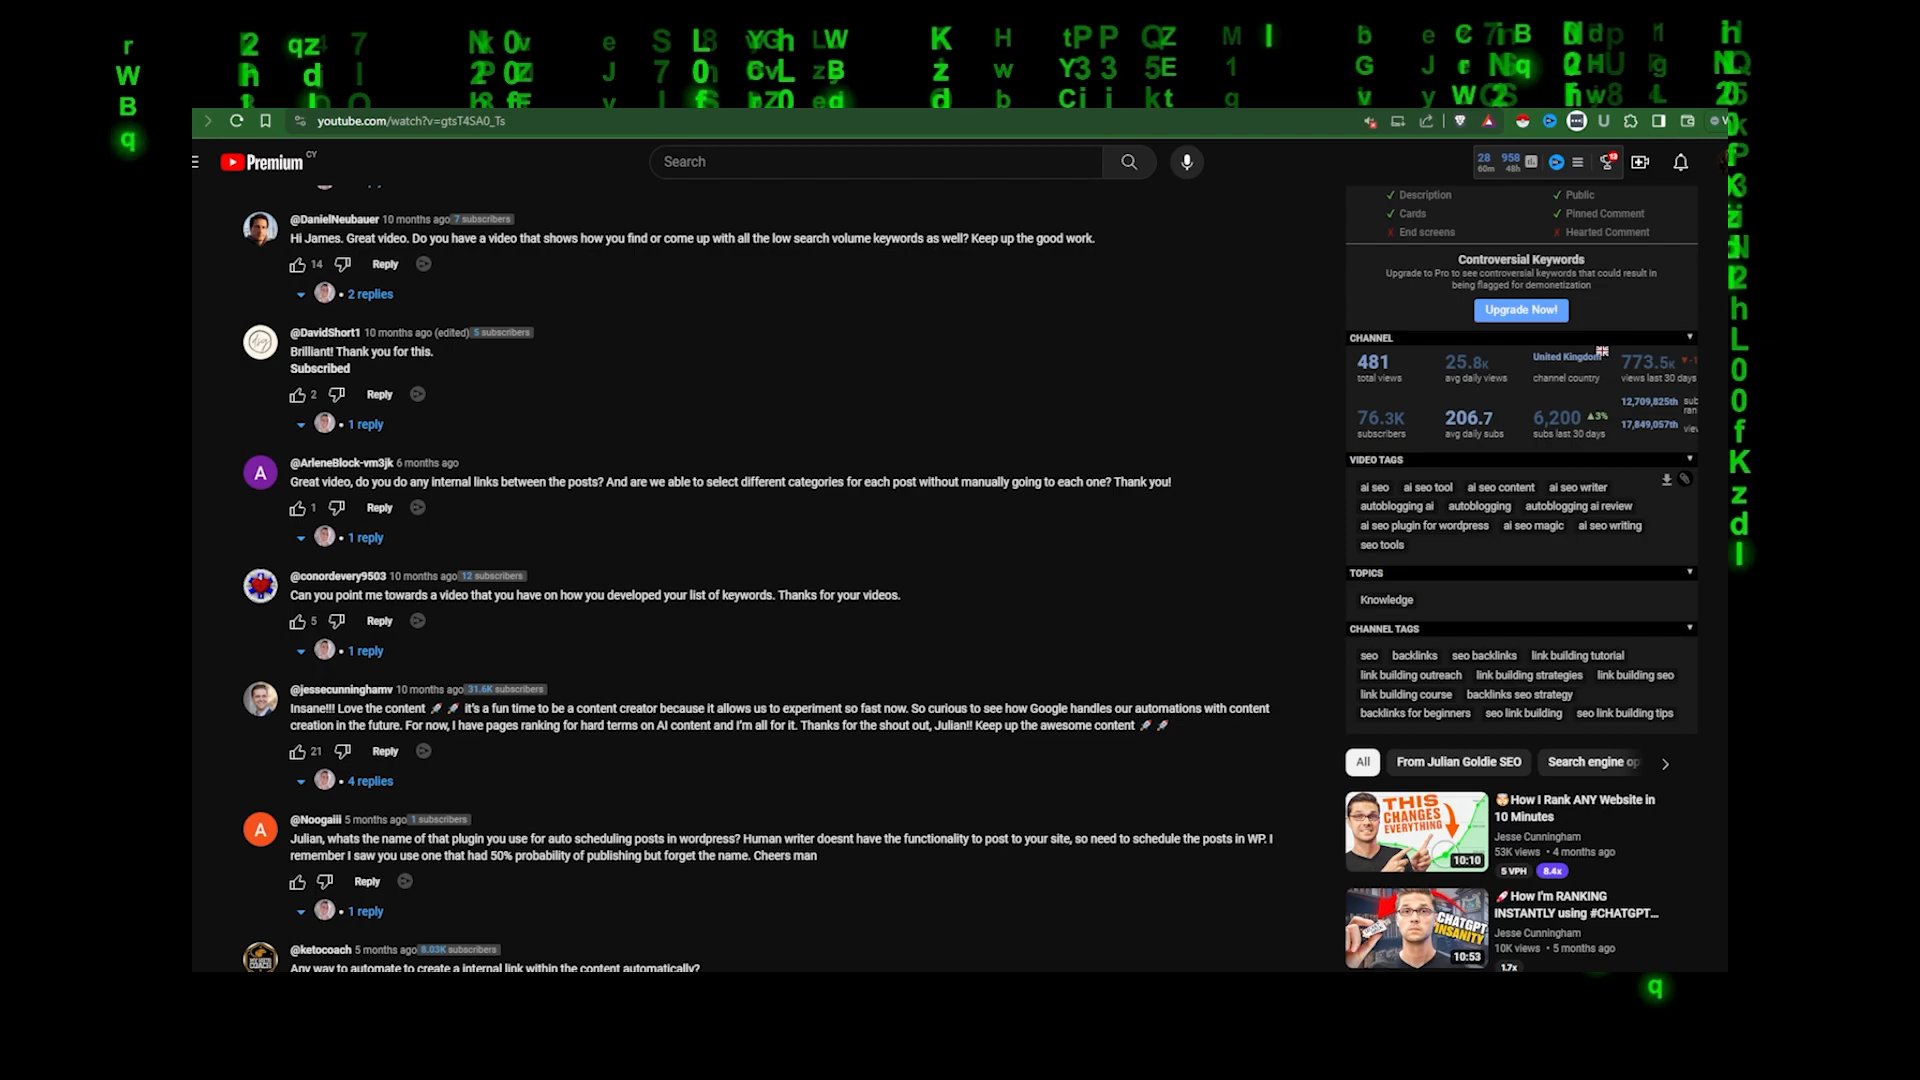 youtube.com/watch?v=gtsT4SA0_Ts
Premium CY
Search
28 60m 958 48h 13
@DanielNeubauer 10 months ago 7 subscribers
Hi James. Great video. Do you have a video that shows how you find or come up with all the low search volume keywords as well? Keep up the good work.
14 Reply
• 2 replies
@DavidShort1 10 months ago (edited) 5 subscribers
Brilliant! Thank you for this.
Subscribed
2 Reply
• 1 reply
A
@ArleneBlock-vm3jk 6 months ago
Great video, do you do any internal links between the posts? And are we able to select different categories for each post without manually going to each one? Thank you!
1 Reply
• 1 reply
@conordevery9503 10 months ago 12 subscribers
Can you point me towards a video that you have on how you developed your list of keywords. Thanks for your videos.
5 Reply
• 1 reply
@jessecunninghamv 10 months ago 31.6K subscribers
Insane!!! Love the content 🚀 🚀 it's a fun time to be a content creator because it allows us to experiment so fast now. So curious to see how Google handles our automations with content
creation in the future. For now, I have pages ranking for hard terms on AI content and I'm all for it. Thanks for the shout out, Julian!! Keep up the awesome content 🚀 🚀
21 Reply
• 4 replies
A
@Noogaiii 5 months ago 1 subscribers
Julian, whats the name of that plugin you use for auto scheduling posts in wordpress? Human writer doesnt have the functionality to post to your site, so need to schedule the posts in WP. I
remember I saw you use one that had 50% probability of publishing but forget the name. Cheers man
Reply
• 1 reply
@ketocoach 5 months ago 8.03K subscribers
Any way to automate to create a internal link within the content automatically?
✓ Description ✓ Public
✓ Cards ✓ Pinned Comment
✗ End screens ✗ Hearted Comment
Controversial Keywords
Upgrade to Pro to see controversial keywords that could result in
being flagged for demonetization
Upgrade Now!
CHANNEL
481 25.8K United Kingdom 773.5K
total views avg daily views channel country views last 30 days
76.3K 206.7 6,200 ▲3% 12,709,825th
subscribers avg daily subs subs last 30 days 17,849,057th
VIDEO TAGS
ai seo ai seo tool ai seo content ai seo writer
autoblogging ai autoblogging autoblogging ai review
ai seo plugin for wordpress ai seo magic ai seo writing
seo tools
TOPICS
Knowledge
CHANNEL TAGS
seo backlinks seo backlinks link building tutorial
link building outreach link building strategies link building seo
link building course backlinks seo strategy
backlinks for beginners seo link building seo link building tips
All From Julian Goldie SEO Search engine op
THIS
CHANGES
EVERYTHING
10:10
🤯How I Rank ANY Website in
10 Minutes
Jesse Cunningham
53K views • 4 months ago
5 VPH 8.4x
CHATGPT
INSANITY
10:53
🚀How I'm RANKING
INSTANTLY using #CHATGPT...
Jesse Cunningham
10K views • 5 months ago
1.7x